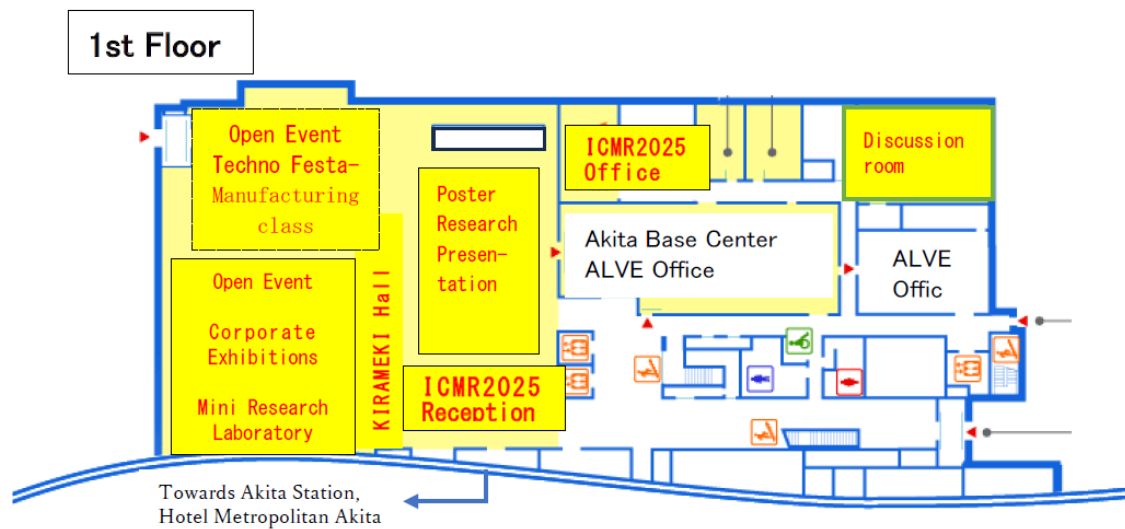 1st Floor
Open Event
Techno Festa-
Manufacturing
class
Open Event
Corporate
Exhibitions
Mini Research
Laboratory
KIRAMEKI Hall
Poster
Research
Presen-
tation
ICMR2025
Reception
ICMR2025
Office
Akita Base Center
ALVE Office
Discussion
room
ALVE
Offic
Towards Akita Station,
Hotel Metropolitan Akita